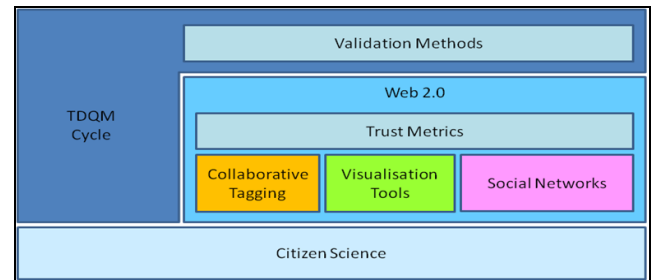 Validation Methods
TDQM
Cycle
Web 2.0
Trust Metrics
Collaborative
Tagging
Visualisation
Tools
Social Networks
Citizen Science